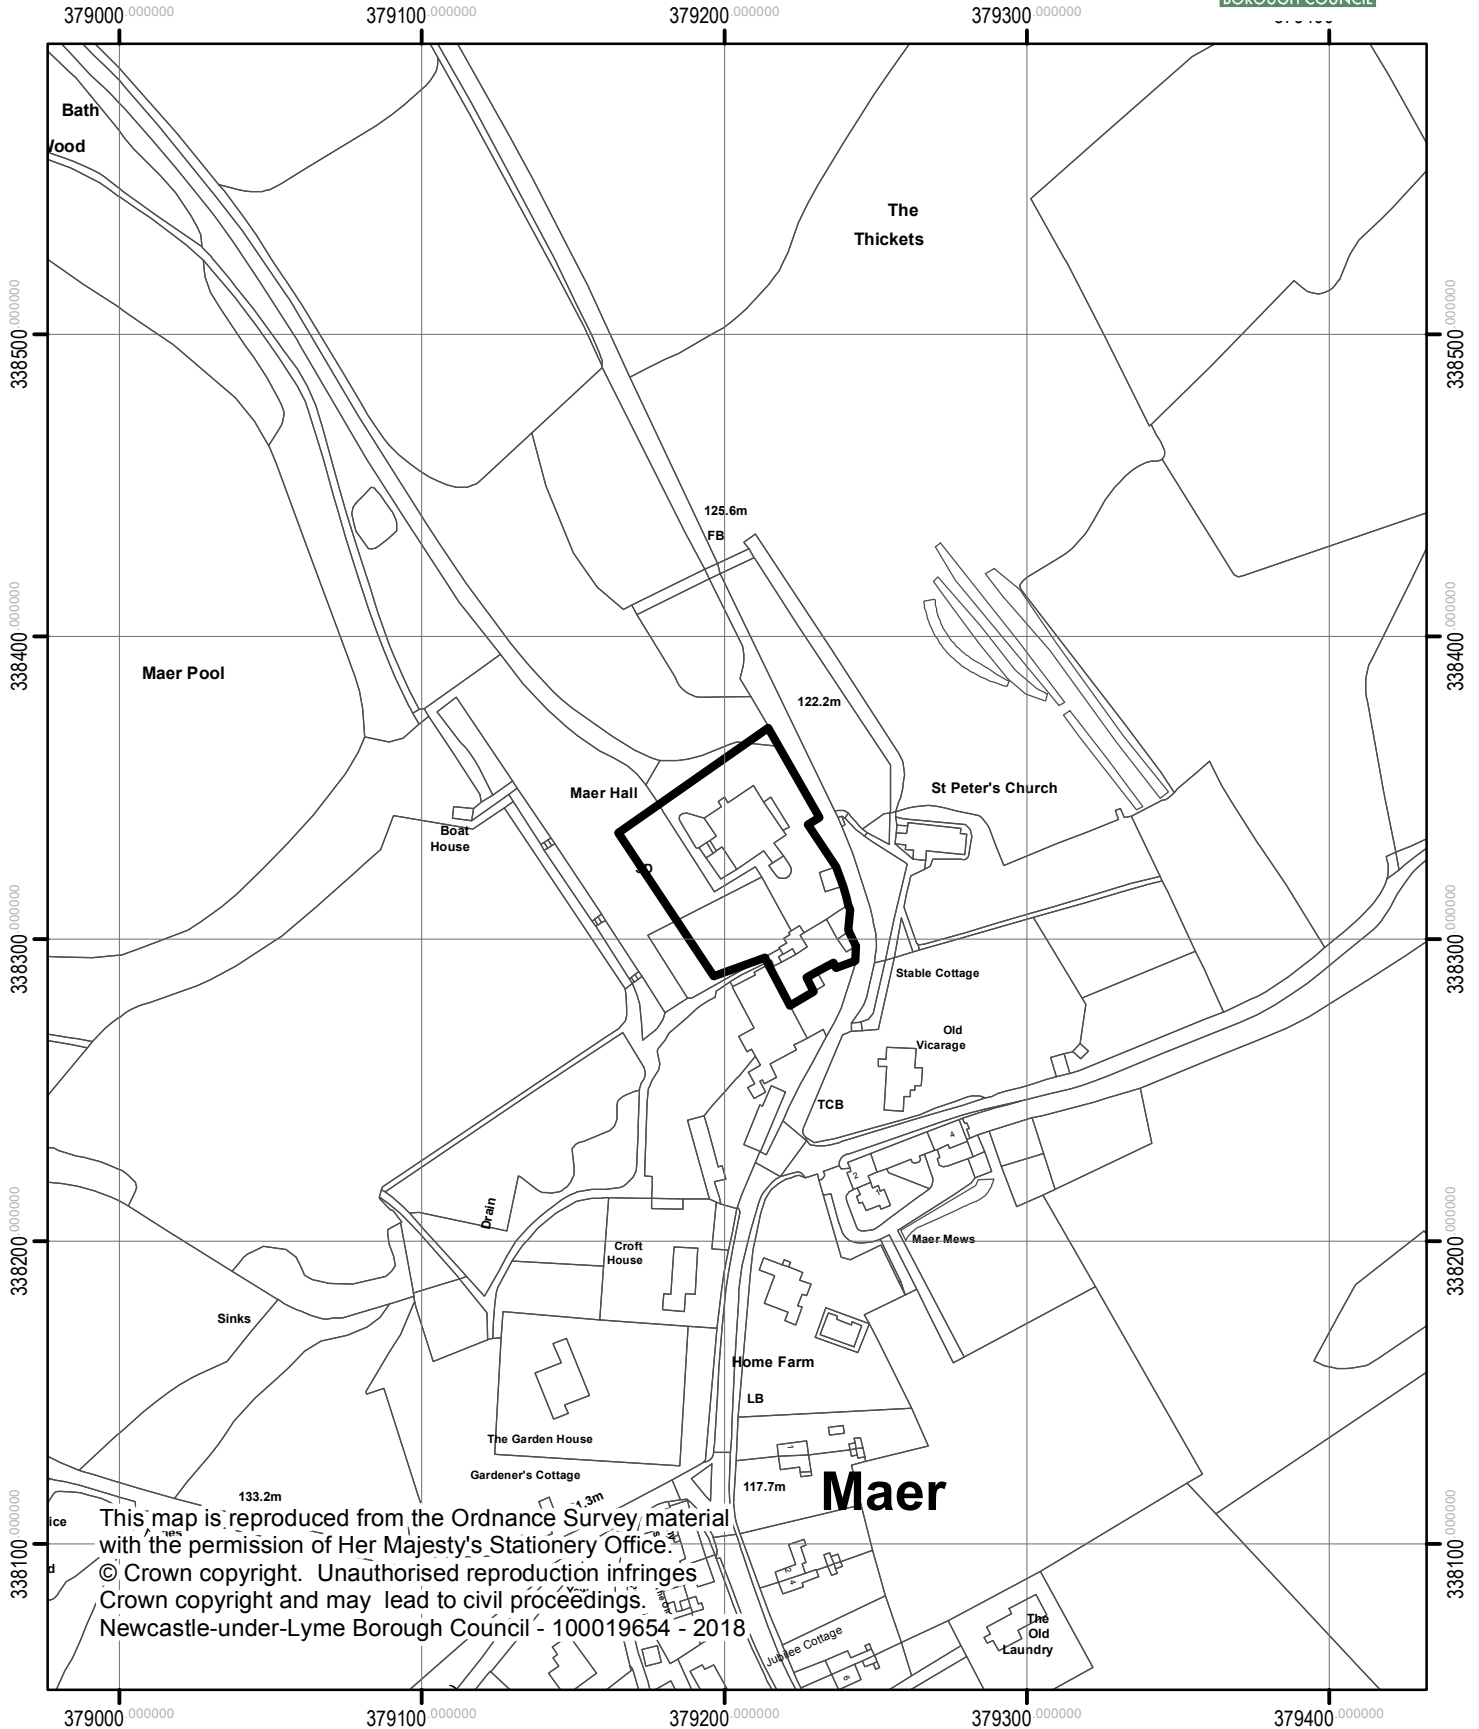 BOROUGH COUNCIL
379000.000000
379100.000000
379200.000000
379300.000000
Bath
The
Thickets
338500.000000
338500.000000
125.6m
FB
338400.000000
338400.000000
Maer Pool
122.2m
Maer Hall
St Peter's Church
Boat
House
338300.000000
338300.000000
Stable Cottage
Old
Vicarage
TCB
4
2
Drain
338200.000000
338200.000000
Maer Mews
Croft
House
Sinks
Home Farm
LB
The Garden House
1
Gardener's Cottage
117.7m
Maer
133.2m
1.3m
338100.000000
338100.000000
This map is reproduced from the Ordnance Survey material
with the permission of Her Majesty's Stationery Office.
© Crown copyright. Unauthorised reproduction infringes
Crown copyright and may lead to civil proceedings.
Newcastle-under-Lyme Borough Council - 100019654 - 2018
Jubilee Cottage
6
The
Old
Laundry
379000.000000
379100.000000
379200.000000
379300.000000
379400.000000